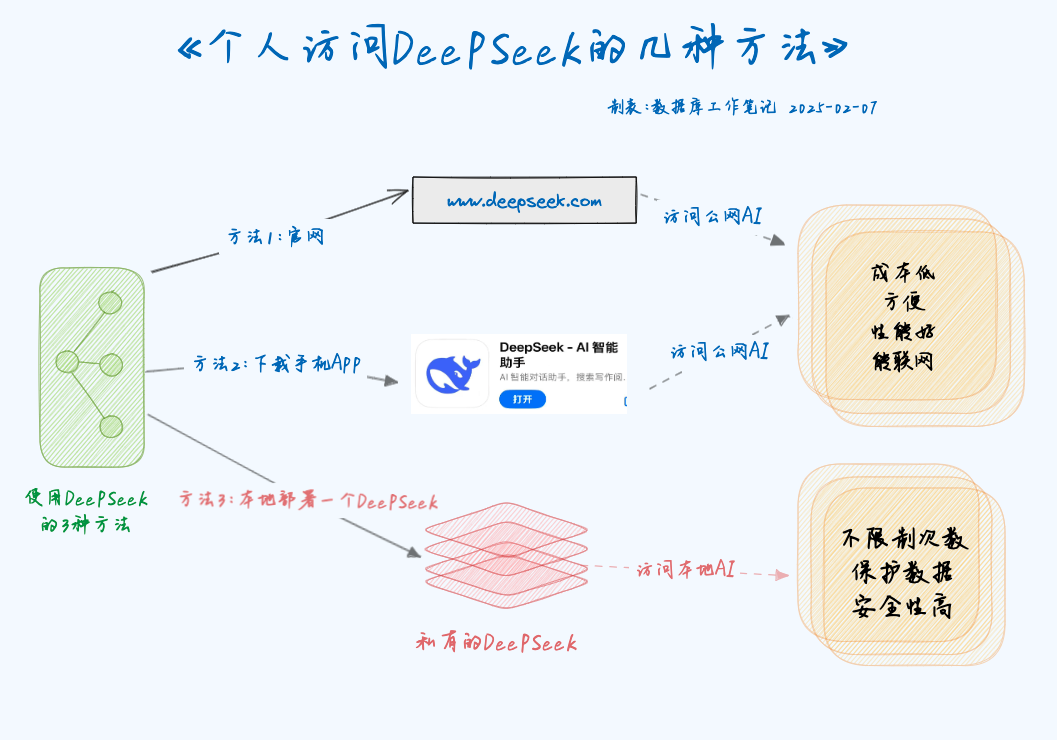 《个人访问DeepSeek的几种方法》
制表:数据库工作笔记 2025-02-07
www.deepseek.com
访问公网AI
方法1:官网
成本低
方便
性能好
能联网
方法2:下载手机App
DeepSeek - AI 智能
助手
AI 智能对话助手，搜索写作阅
打开
访问公网AI
使用DeepSeek
的3种方法
方法3:本地部署一个DeepSeek
访问本地AI
不限制次数
保护数据
安全性高
私有的DeepSeek